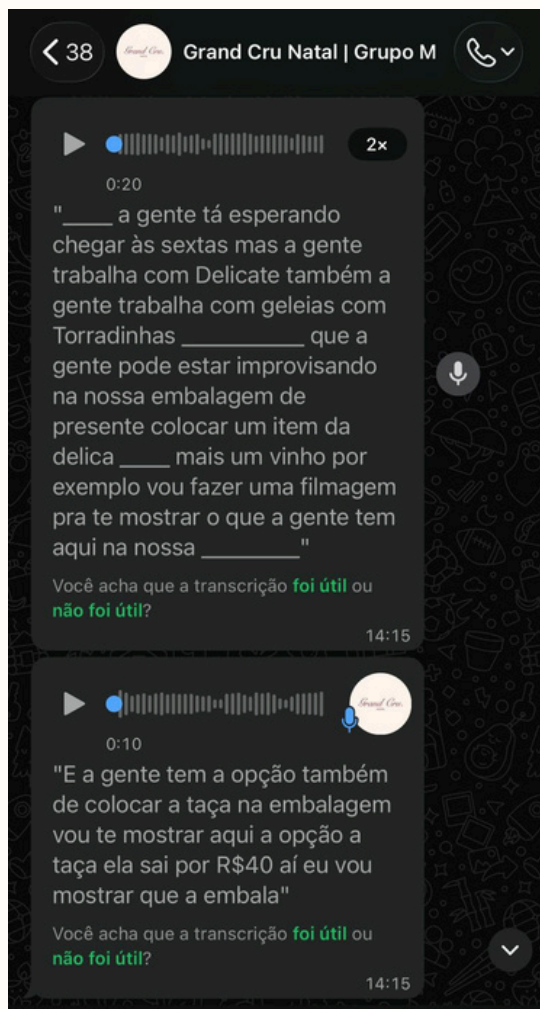 38
Grand Cru.
Grand Cru Natal | Grupo M
2×
0:20
"____ a gente tá esperando
chegar às sextas mas a gente
trabalha com Delicate também a
gente trabalha com geleias com
Torradinhas __________ que a
gente pode estar improvisando
na nossa embalagem de
presente colocar um item da
delica ____ mais um vinho por
exemplo vou fazer uma filmagem
pra te mostrar o que a gente tem
aqui na nossa ________"
Você acha que a transcrição foi útil ou
não foi útil?
14:15
Grand Cru.
0:10
"E a gente tem a opção também
de colocar a taça na embalagem
vou te mostrar aqui a opção a
taça ela sai por R$40 aí eu vou
mostrar que a embala"
Você acha que a transcrição foi útil ou
não foi útil?
14:15